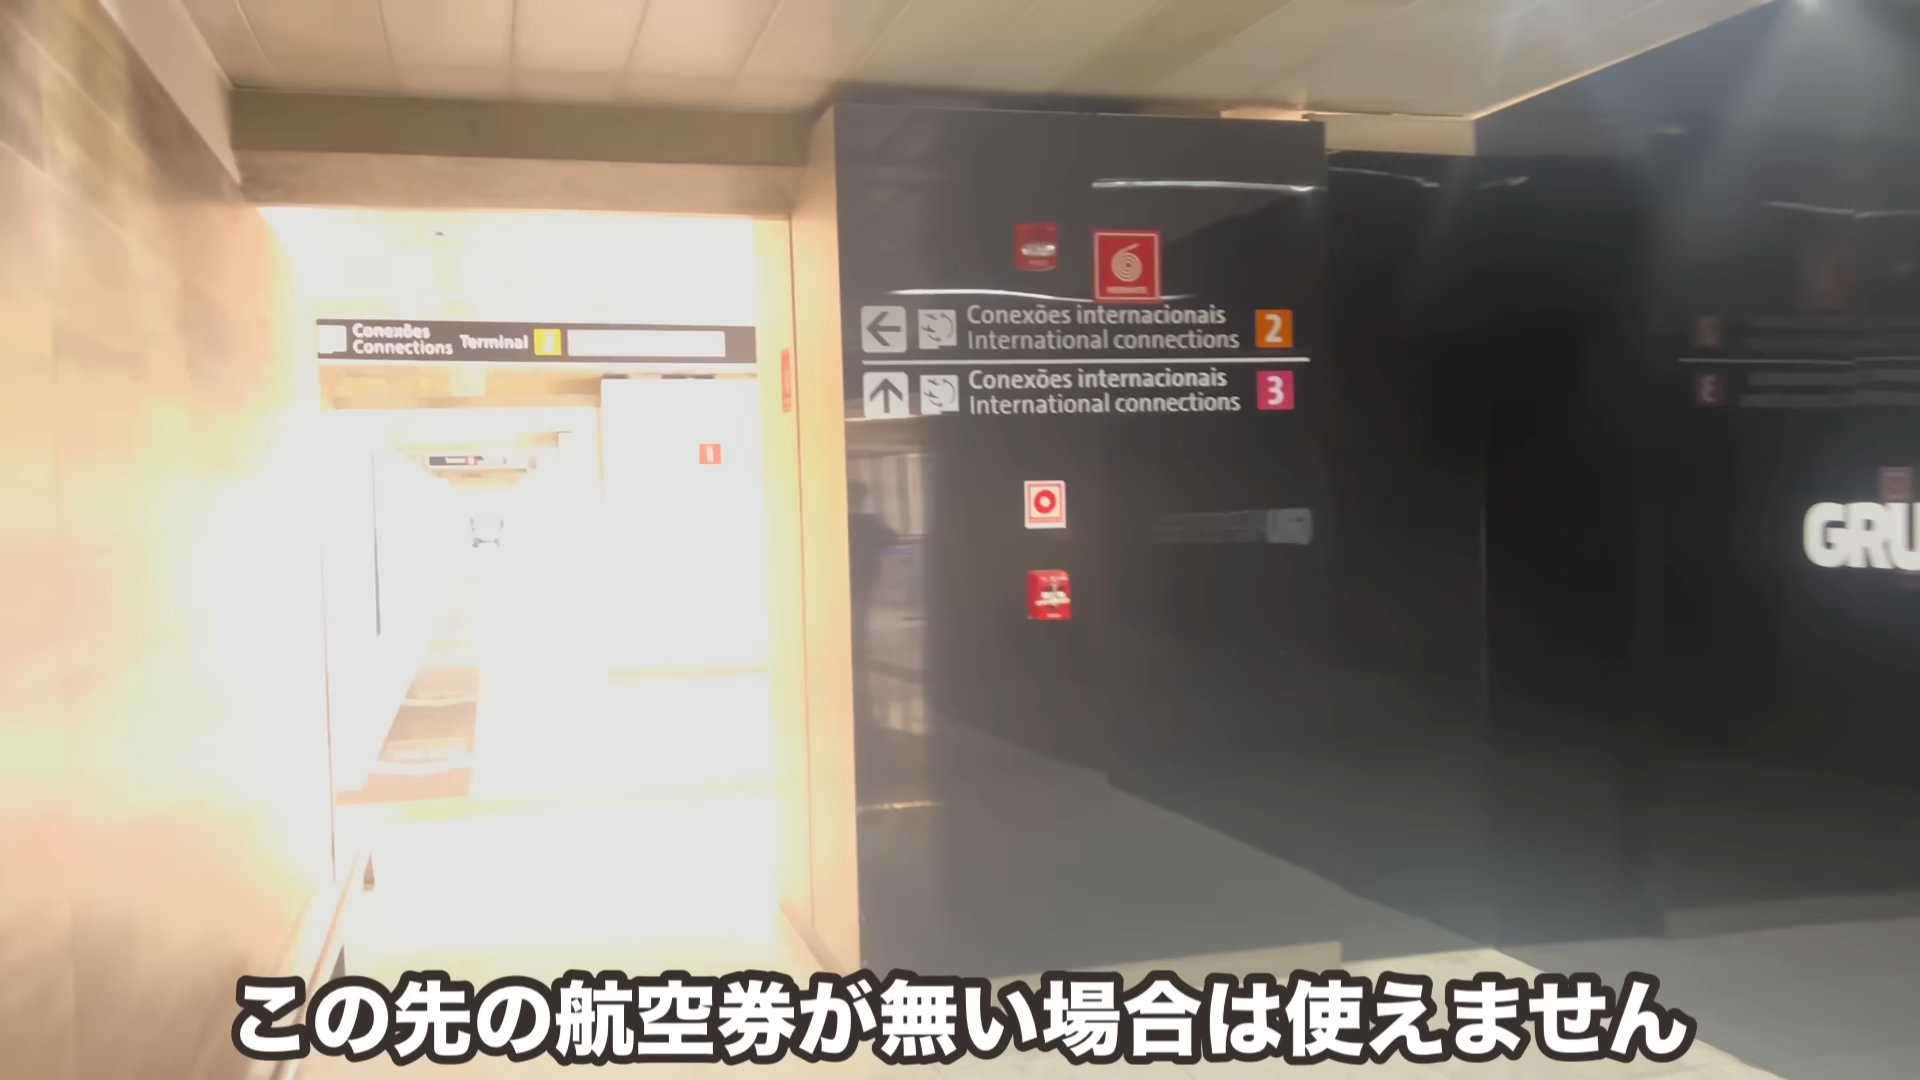 Conexões
Connections
Terminal
Conexões internacionais
International connections
2
Conexões internacionais
International connections
3
GRU
この先の航空券が無い場合は使えません